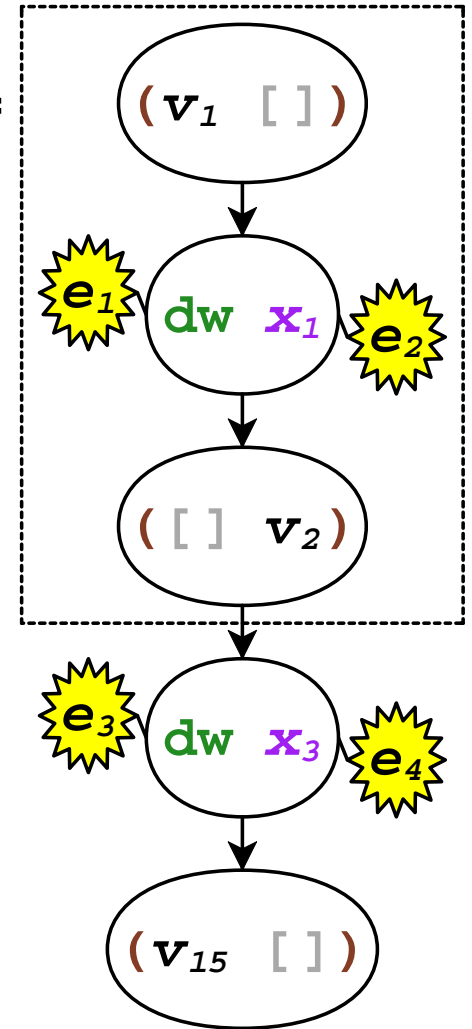 (v₁ [])
e₁
dw x₁
e₂
([] v₂)
e₃
dw x₃
e₄
(v₁₅ [])